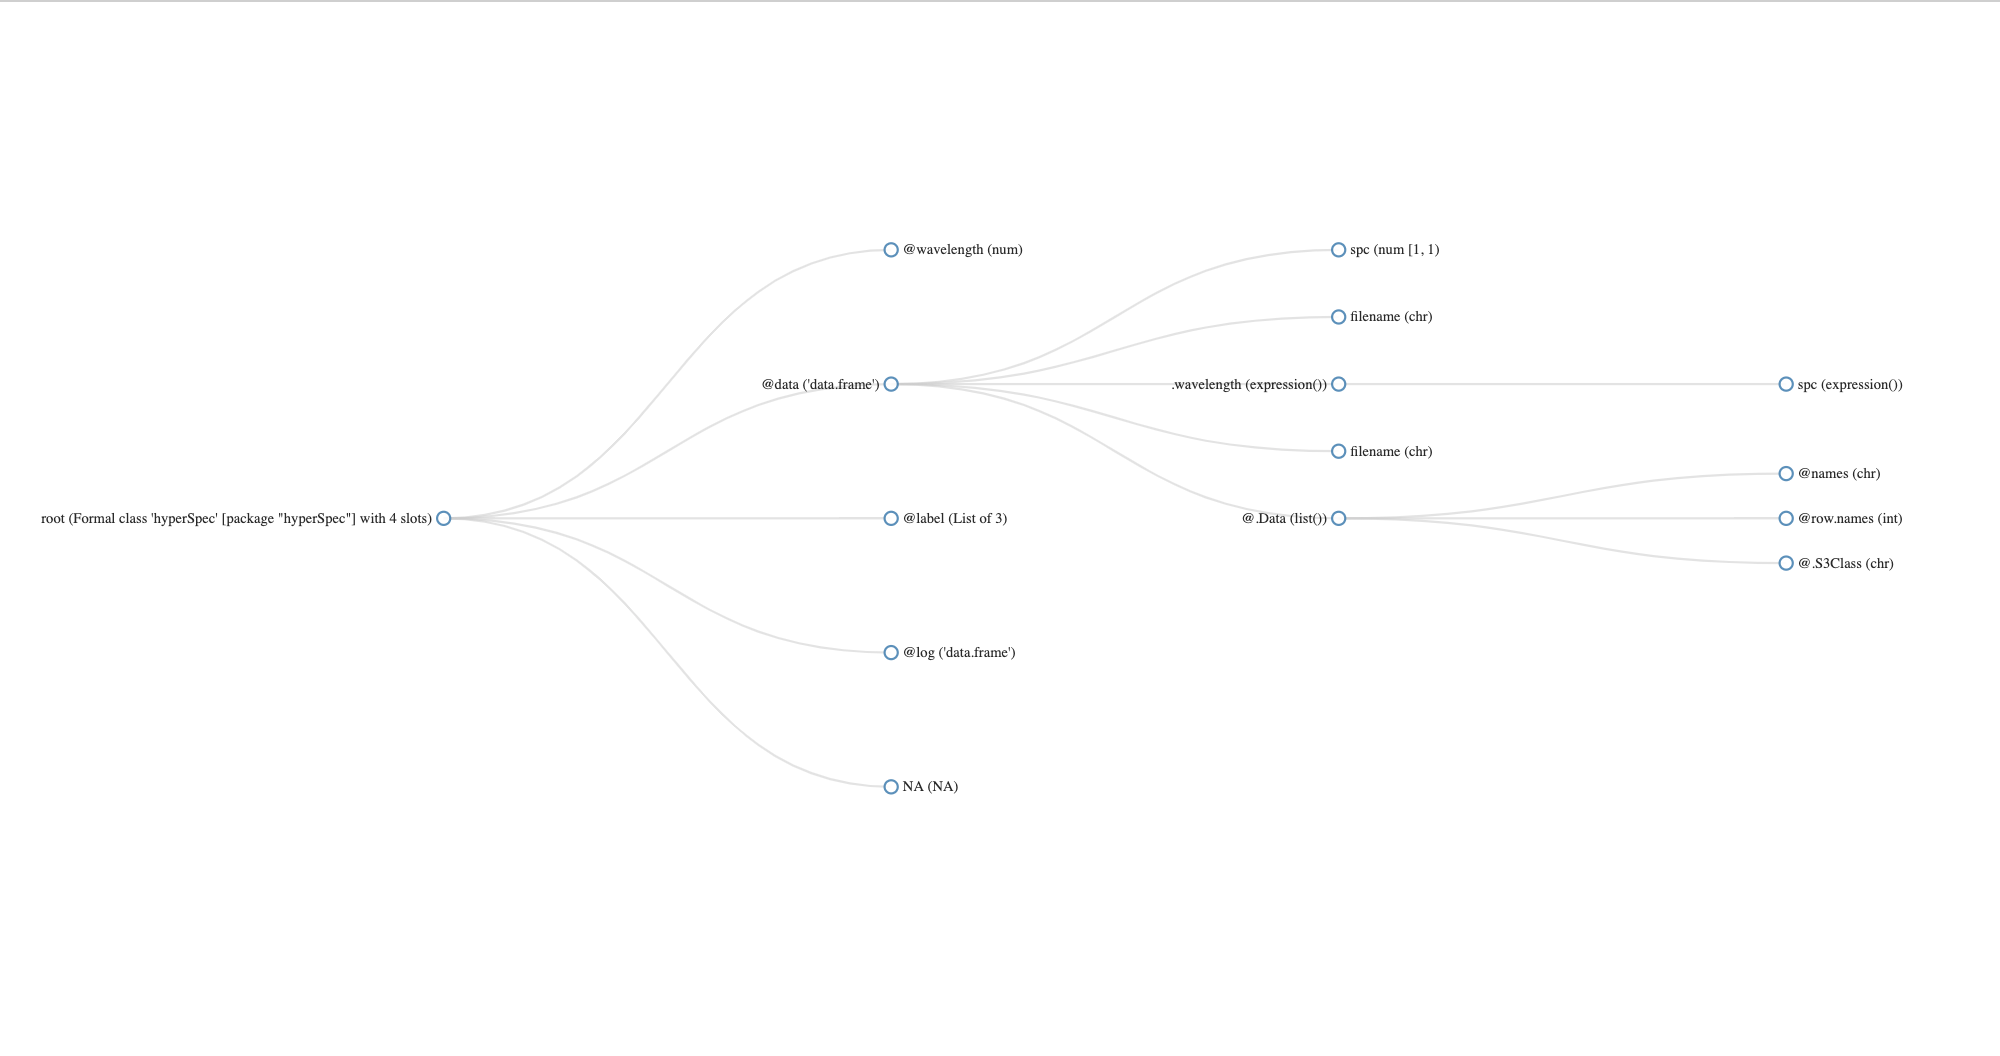 @wavelength (num)
spc (num [1, 1)
filename (chr)
@data ('data.frame')
.wavelength (expression())
spc (expression())
filename (chr)
@names (chr)
root (Formal class 'hyperSpec' [package "hyperSpec"] with 4 slots)
@label (List of 3)
@.Data (list())
@row.names (int)
@.S3Class (chr)
@log ('data.frame')
NA (NA)